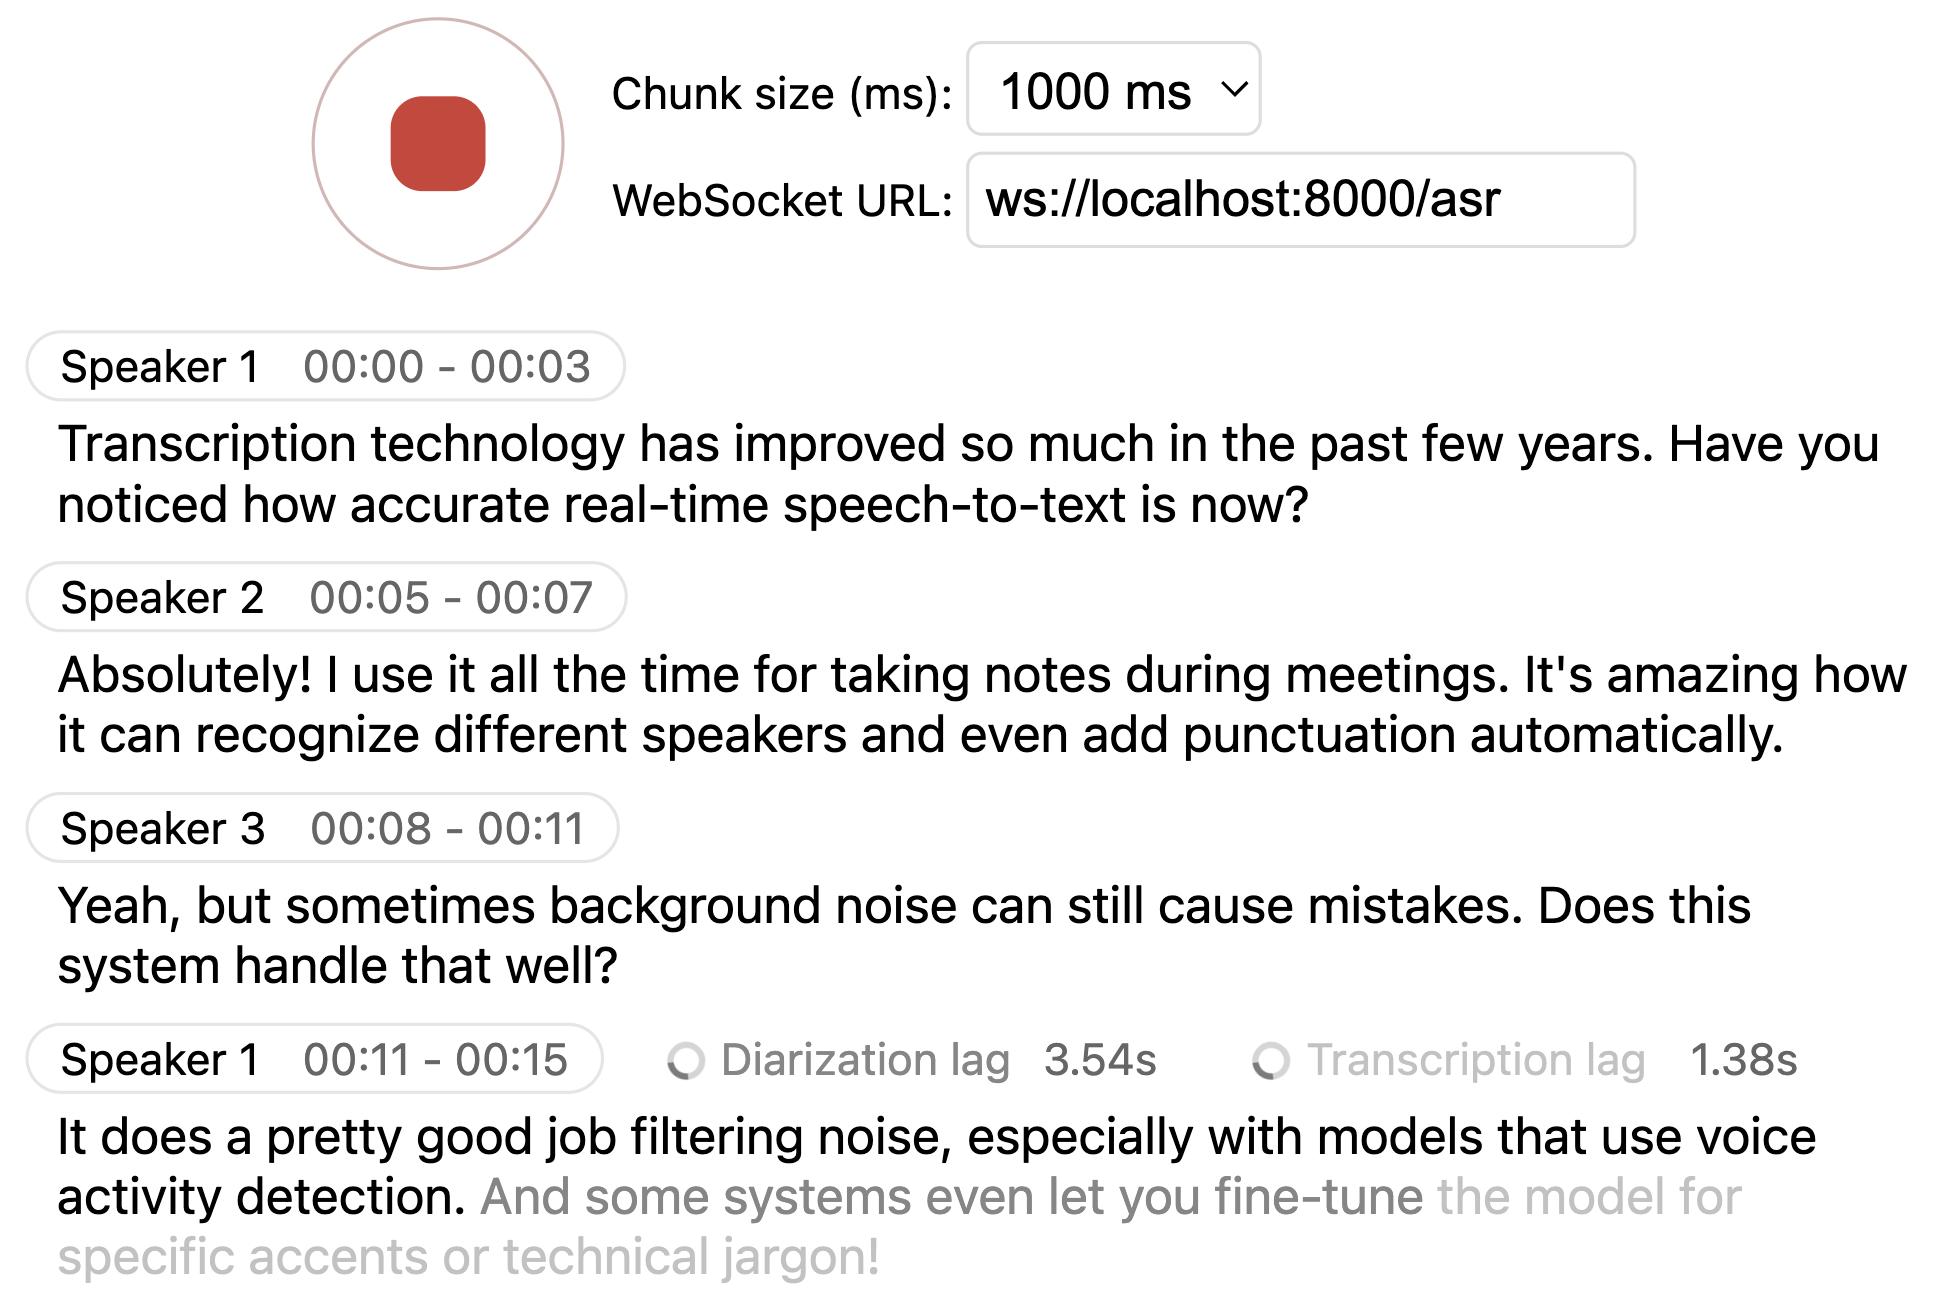 Chunk size (ms): 1000 ms
WebSocket URL: ws://localhost:8000/asr
Speaker 1 00:00 - 00:03
Transcription technology has improved so much in the past few years. Have you
noticed how accurate real-time speech-to-text is now?
Speaker 2 00:05 - 00:07
Absolutely! I use it all the time for taking notes during meetings. It's amazing how
it can recognize different speakers and even add punctuation automatically.
Speaker 3 00:08 - 00:11
Yeah, but sometimes background noise can still cause mistakes. Does this
system handle that well?
Speaker 1 00:11 - 00:15 Diarization lag 3.54s Transcription lag 1.38s
It does a pretty good job filtering noise, especially with models that use voice
activity detection. And some systems even let you fine-tune the model for
specific accents or technical jargon!